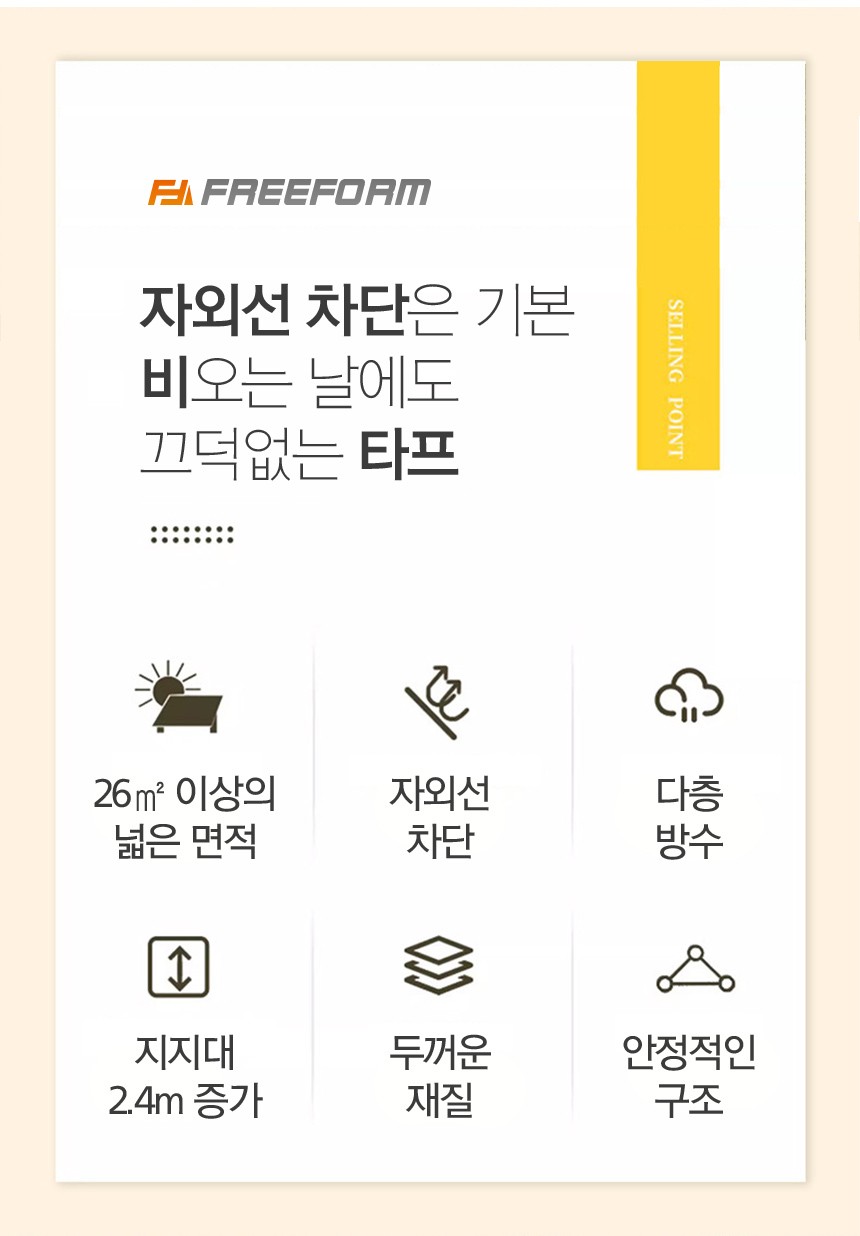 FREEFORM
자외선 차단은 기본
비오는 날에도
끄덕없는 타프
SELLING POINT
26㎡ 이상의
넓은 면적
자외선
차단
다층
방수
지지대
2.4m 증가
두꺼운
재질
안정적인
구조